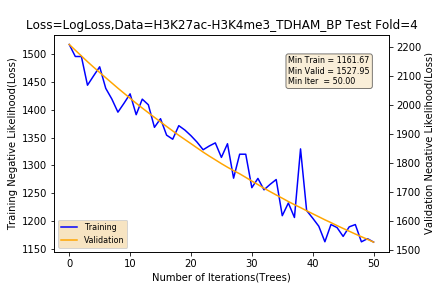 Loss=LogLoss,Data=H3K27ac-H3K4me3_TDHAM_BP Test Fold=4
1500
1450
1400
1350
1300
1250
1200
1150
2200
2100
2000
1900
1800
1700
1600
1500
Training Negative Likelihood(Loss)
Validation Negative Likelihood(Loss)
Min Train = 1161.67
Min Valid = 1527.95
Min Iter  = 50.00
Training
Validation
0 10 20 30 40 50
Number of Iterations(Trees)